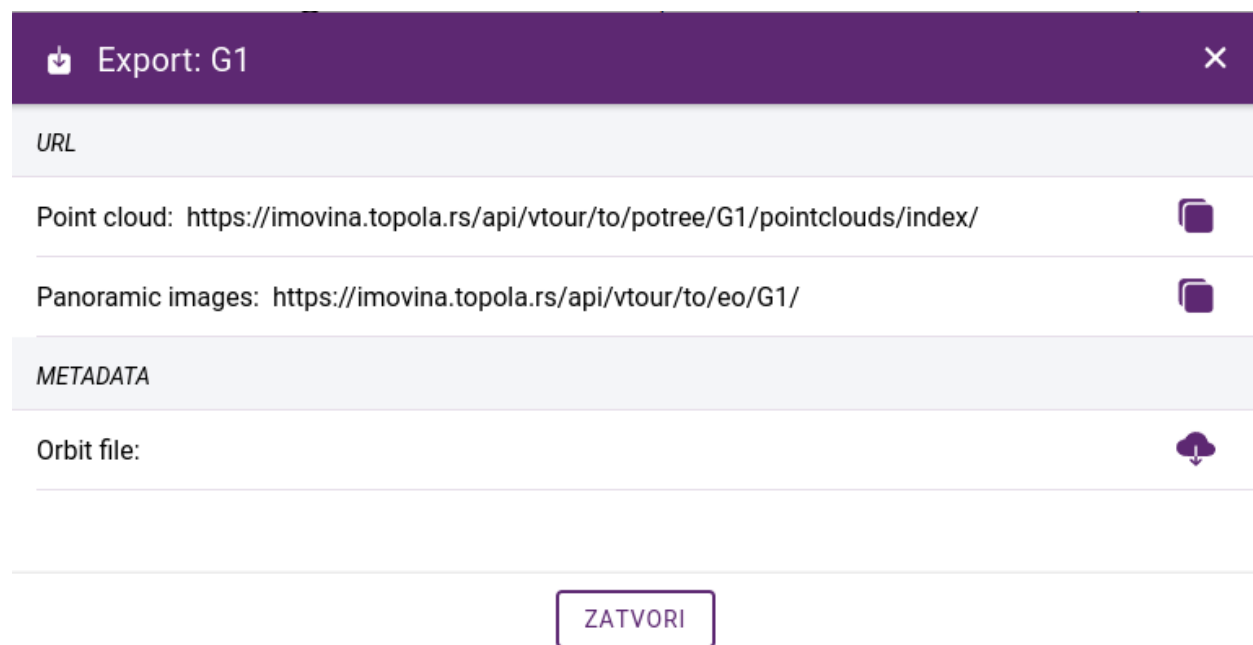 Export: G1
URL
Point cloud: https://imovina.topola.rs/api/vtour/to/potree/G1/pointclouds/index/
Panoramic images: https://imovina.topola.rs/api/vtour/to/eo/G1/
METADATA
Orbit file:
ZATVORI